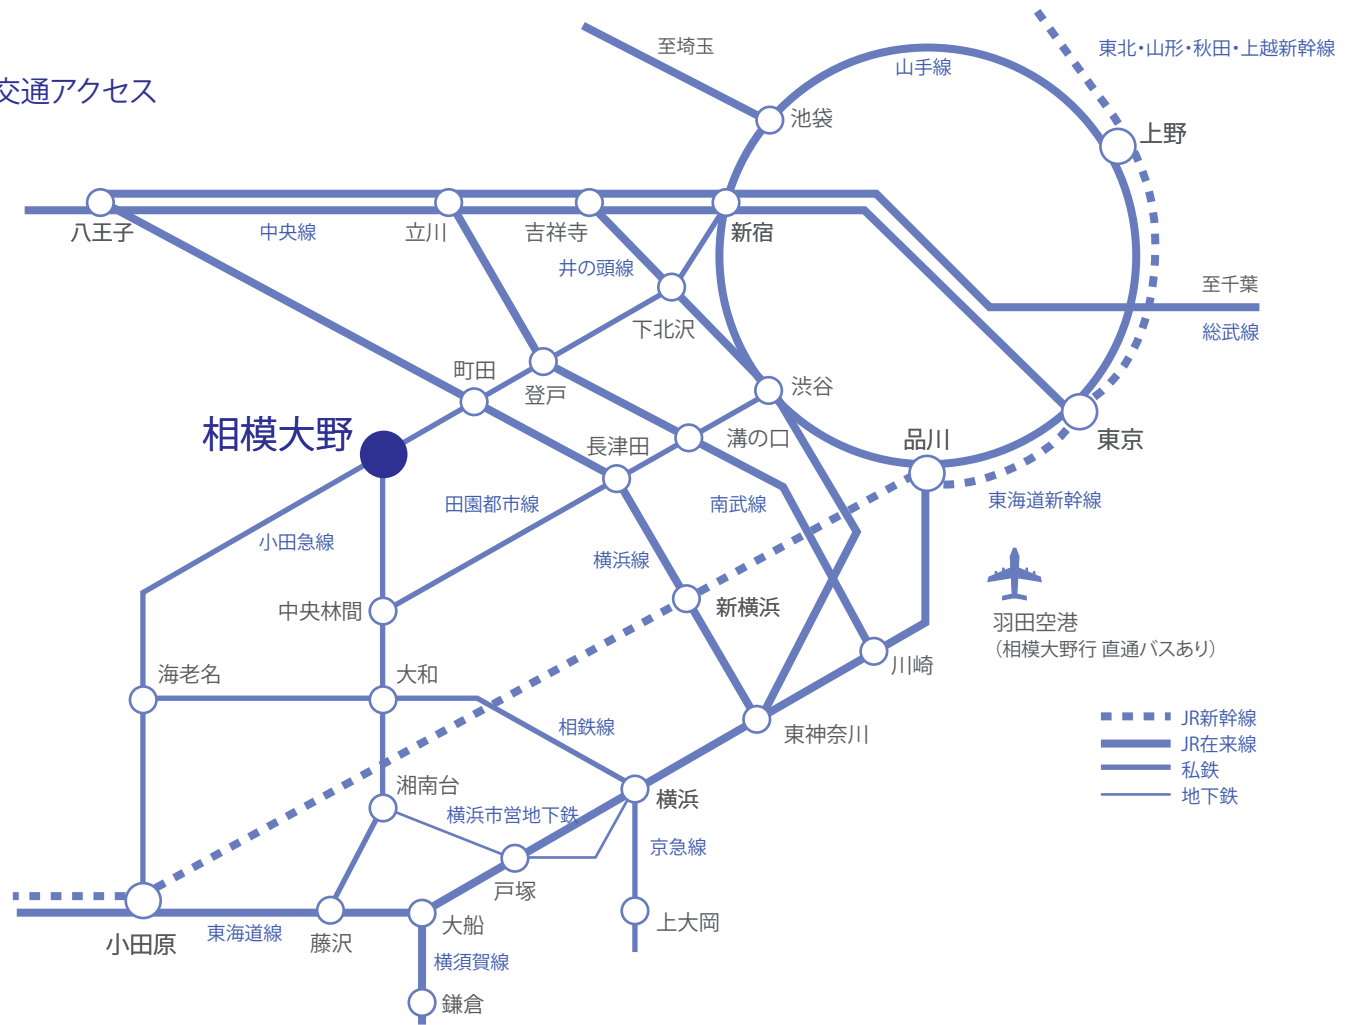 交通アクセス
至埼玉
山手線
東北・山形・秋田・上越新幹線
池袋
上野
八王子
中央線
立川
吉祥寺
新宿
井の頭線
至千葉
総武線
下北沢
町田
登戸
渋谷
相模大野
長津田
溝の口
品川
東京
田園都市線
南武線
東海道新幹線
小田急線
横浜線
中央林間
新横浜
羽田空港
（相模大野行 直通バスあり）
海老名
大和
川崎
相鉄線
東神奈川
JR新幹線
JR在来線
私鉄
地下鉄
湘南台
横浜市営地下鉄
横浜
京急線
戸塚
小田原
東海道線
藤沢
大船
上大岡
横須賀線
鎌倉